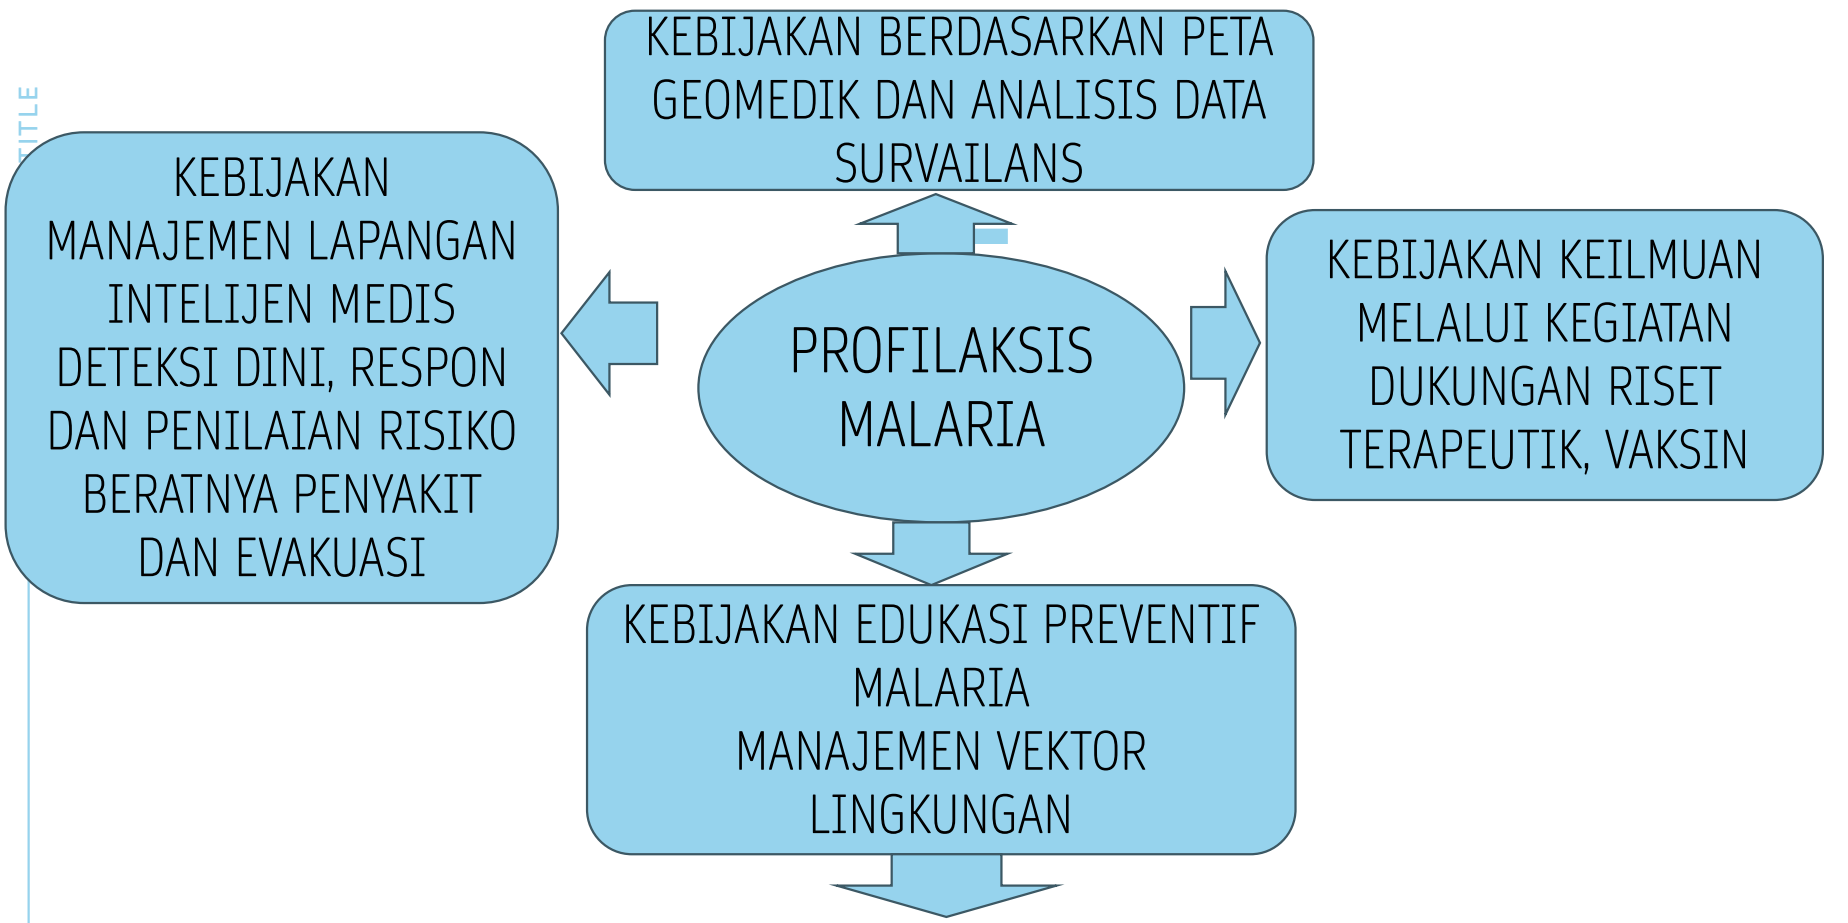 KEBIJAKAN BERDASARKAN PETA
GEOMEDIK DAN ANALISIS DATA
SURVAILANS
TITLE
KEBIJAKAN
MANAJEMEN LAPANGAN
INTELIJEN MEDIS
DETEKSI DINI, RESPON
DAN PENILAIAN RISIKO
BERATNYA PENYAKIT
DAN EVAKUASI
PROFILAKSIS
MALARIA
KEBIJAKAN KEILMUAN
MELALUI KEGIATAN
DUKUNGAN RISET
TERAPEUTIK, VAKSIN
KEBIJAKAN EDUKASI PREVENTIF
MALARIA
MANAJEMEN VEKTOR
LINGKUNGAN